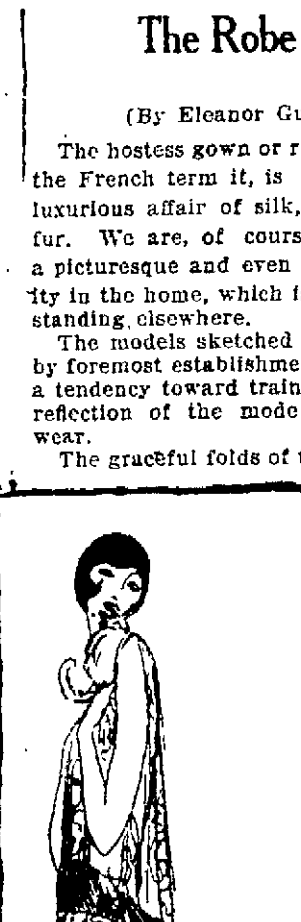 The Robe
(By Eleanor Gu
The hostess gown or r
the French term it, is
luxurious affair of silk,
fur. We are, of cours
a picturesque and even
ity in the home, which i
standing elsewhere.
The models sketched
by foremost establishme
a tendency toward train
reflection of the mode
wear.
The graceful folds of t